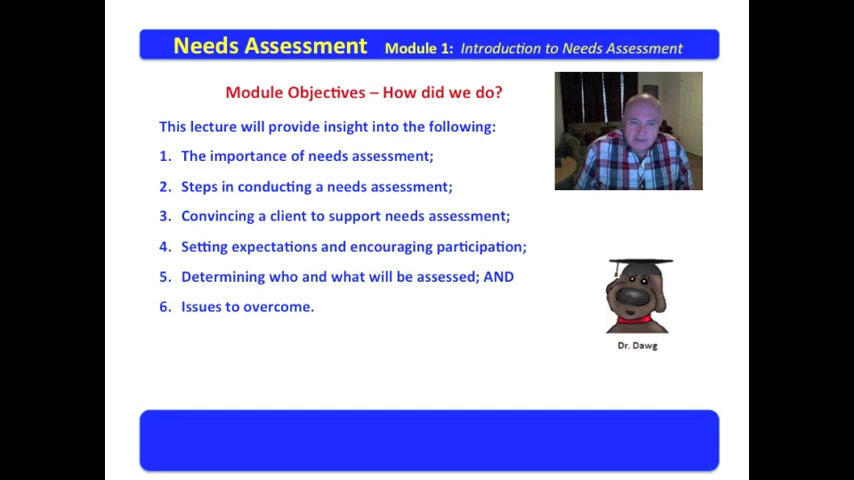 Needs Assessment Module 1: Introduction to Needs Assessment
Module Objectives – How did we do?
This lecture will provide insight into the following:
1. The importance of needs assessment;
2. Steps in conducting a needs assessment;
3. Convincing a client to support needs assessment;
4. Setting expectations and encouraging participation;
5. Determining who and what will be assessed; AND
6. Issues to overcome.
Dr. Dawg